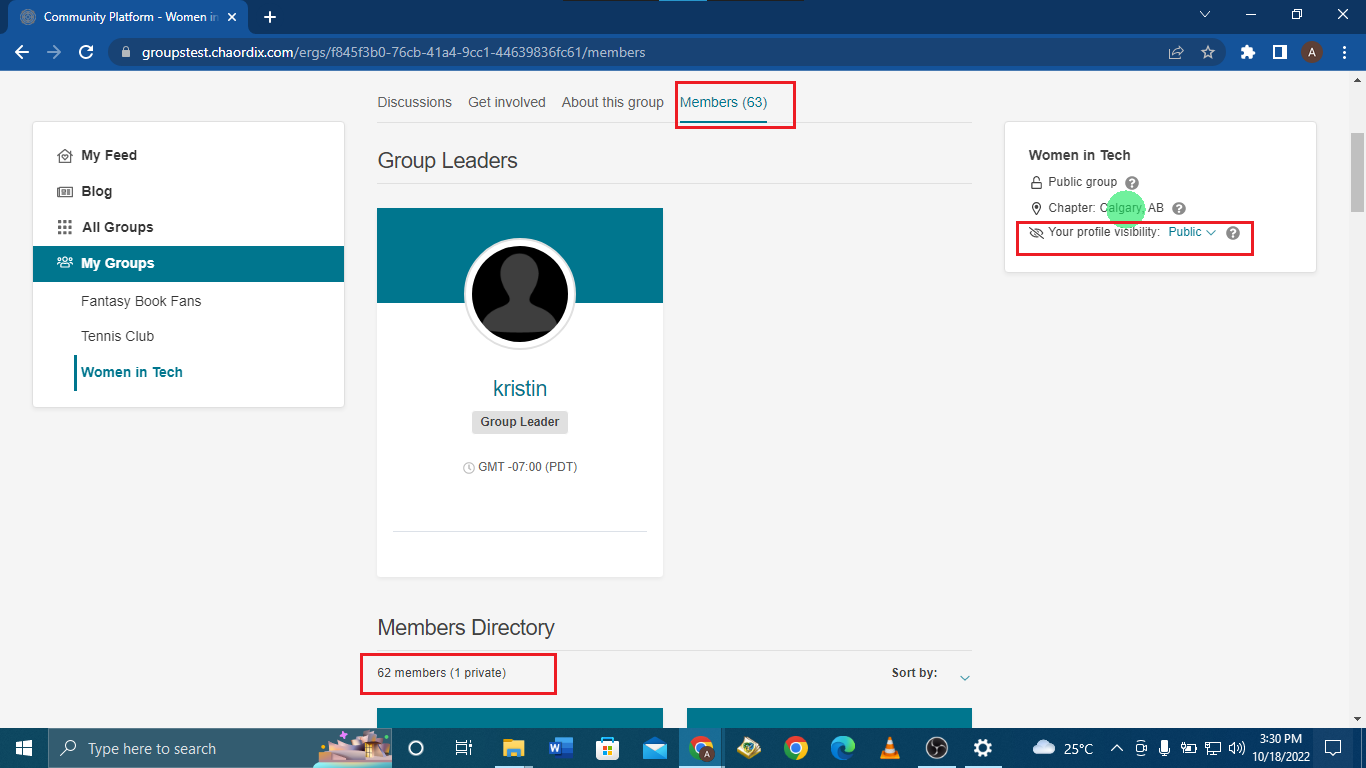 Community Platform - Women in
groupstest.chaordix.com/ergs/f845f3b0-76cb-41a4-9cc1-44639836fc61/members
A
Discussions Get involved About this group Members (63)
My Feed
Blog
All Groups
My Groups
Fantasy Book Fans
Tennis Club
Women in Tech
Group Leaders
kristin
Group Leader
GMT -07:00 (PDT)
Members Directory
62 members (1 private)
Sort by:
Women in Tech
Public group ?
Chapter: Calgary, AB ?
Your profile visibility: Public ?
Type here to search
25°C
3:30 PM
10/18/2022